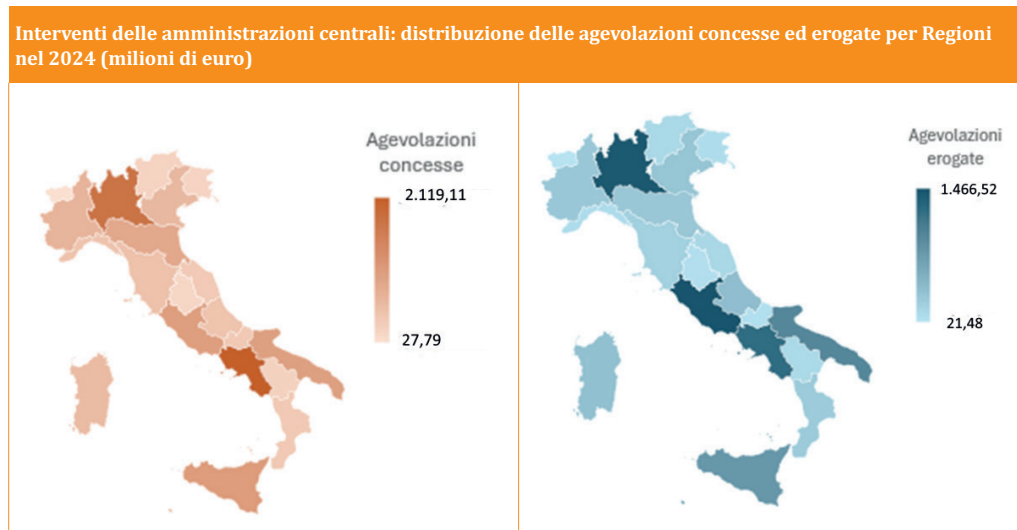 Interventi delle amministrazioni centrali: distribuzione delle agevolazioni concesse ed erogate per Regioni
nel 2024 (milioni di euro)
Agevolazioni
concesse
2.119,11
27,79
Agevolazioni
erogate
1.466,52
21,48